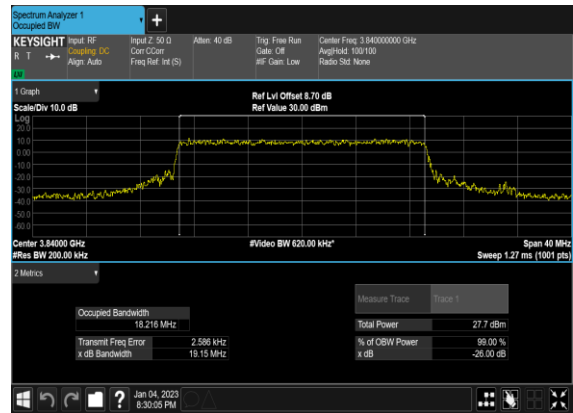 Spectrum Analyzer 1
Occupied BW
+
KEYSIGHT Input: RF Input Z: 50 Ω Atten: 40 dB Trig: Free Run Center Freq: 3.840000000 GHz
R T Coupling: DC Corr CCorr Gate: Off Avg|Hold: 100/100
Align: Auto Freq Ref: Int (S) #IF Gain: Low Radio Std: None
LW
1 Graph
Ref Lvl Offset 8.70 dB
Scale/Div 10.0 dB Ref Value 30.00 dBm
Log
20.0
10.0
0.00
-10.0
-20.0
-30.0
-40.0
-50.0
-60.0
Center 3.84000 GHz #Video BW 620.00 kHz* Span 40 MHz
#Res BW 200.00 kHz Sweep 1.27 ms (1001 pts)
2 Metrics
Measure Trace Trace 1
Occupied Bandwidth
18.216 MHz Total Power 27.7 dBm
Transmit Freq Error 2.586 kHz % of OBW Power 99.00 %
x dB Bandwidth 19.15 MHz x dB -26.00 dB
? Jan 04, 2023
8:30:05 PM